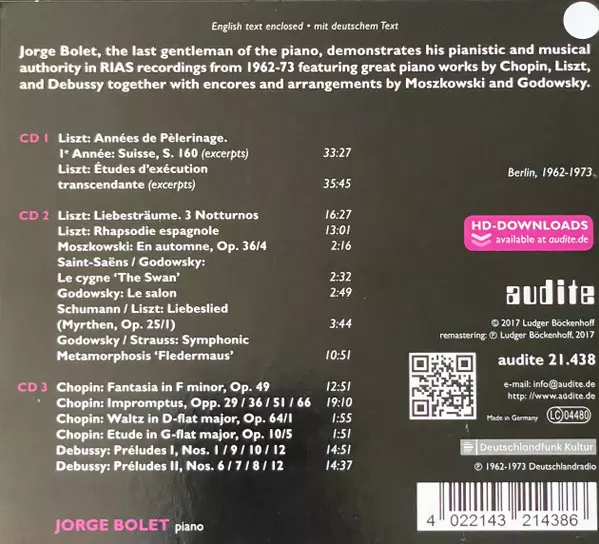 English text enclosed • mit deutschem Text
Jorge Bolet, the last gentleman of the piano, demonstrates his pianistic and musical
authority in RIAS recordings from 1962-73 featuring great piano works by Chopin, Liszt,
and Debussy together with encores and arrangements by Moszkowski and Godowsky.
CD 1 Liszt: Années de Pèlerinage.
1e Année: Suisse, S. 160 (excerpts) 33:27
Liszt: Études d'exécution
transcendante (excerpts) 35:45
Berlin, 1962-1973
CD 2 Liszt: Liebesträume. 3 Notturnos 16:27
Liszt: Rhapsodie espagnole 13:01
Moszkowski: En automne, Op. 36/4 2:16
Saint-Saëns / Godowsky:
Le cygne 'The Swan' 2:32
Godowsky: Le salon 2:49
Schumann / Liszt: Liebeslied
(Myrthen, Op. 25/1) 3:44
Godowsky / Strauss: Symphonic
Metamorphosis 'Fledermaus' 10:51
HD-DOWNLOADS
available at audite.de
audite
© 2017 Ludger Böckenhoff
remastering: ℗ Ludger Böckenhoff, 2017
audite 21.438
e-mail: info@audite.de
http: //www.audite.de
Made in Germany LC 04480
CD 3 Chopin: Fantasia in F minor, Op. 49 12:51
Chopin: Impromptus, Opp. 29 / 36 / 51 / 66 19:10
Chopin: Waltz in D-flat major, Op. 64/1 1:55
Chopin: Etude in G-flat major, Op. 10/5 1:51
Debussy: Préludes I, Nos. 1 / 9 / 10 / 12 14:51
Debussy: Préludes II, Nos. 6 / 7 / 8 / 12 14:37
Deutschlandfunk Kultur
℗ 1962-1973 Deutschlandradio
JORGE BOLET piano
4 022143 214386